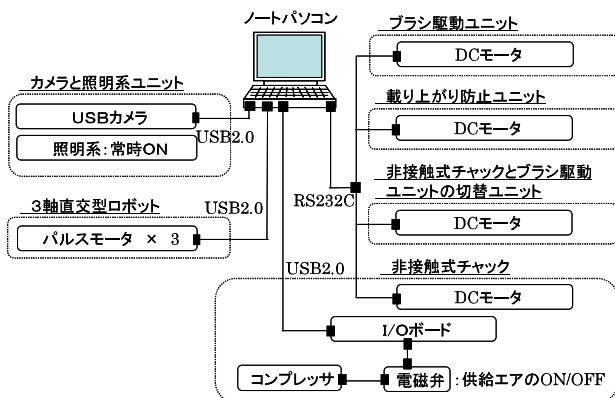 ノートパソコン
カメラと照明系ユニット
USBカメラ
照明系:常時ON
USB2.0
3軸直交型ロボット
パルスモータ × 3
USB2.0
RS232C
USB2.0
ブラシ駆動ユニット
DCモータ
載り上がり防止ユニット
DCモータ
非接触式チャックとブラシ駆動
ユニットの切替ユニット
DCモータ
非接触式チャック
DCモータ
I/Oボード
コンプレッサ
電磁弁
:供給エアのON/OFF